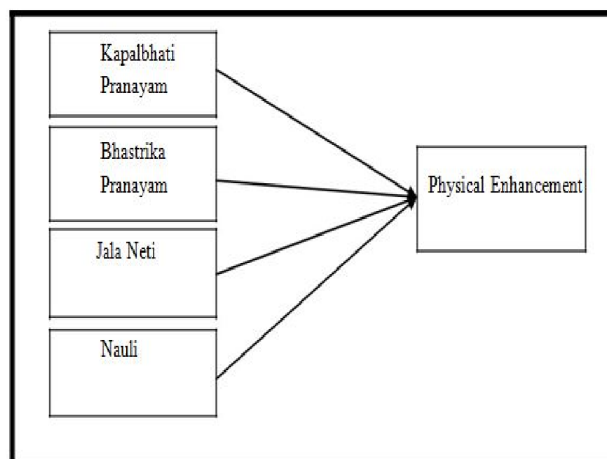 Kapalbhati
Pranayam
Bhastrika
Pranayam
Jala Neti
Nauli
Physical Enhancement